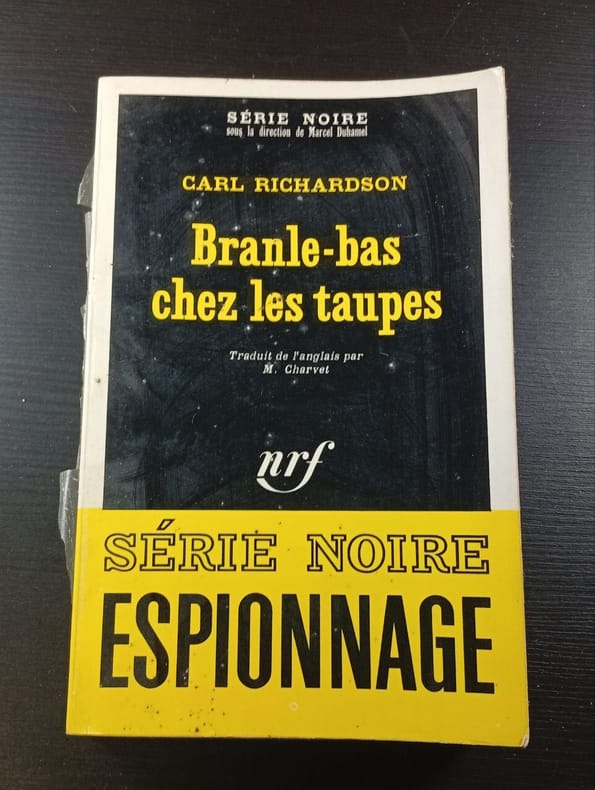 SÉRIE NOIRE
sous la direction de Marcel Duhamel
CARL RICHARDSON
Branle-bas
chez les taupes
Traduit de l'anglais par
M. Charvet
nrf
SÉRIE NOIRE
ESPIONNAGE